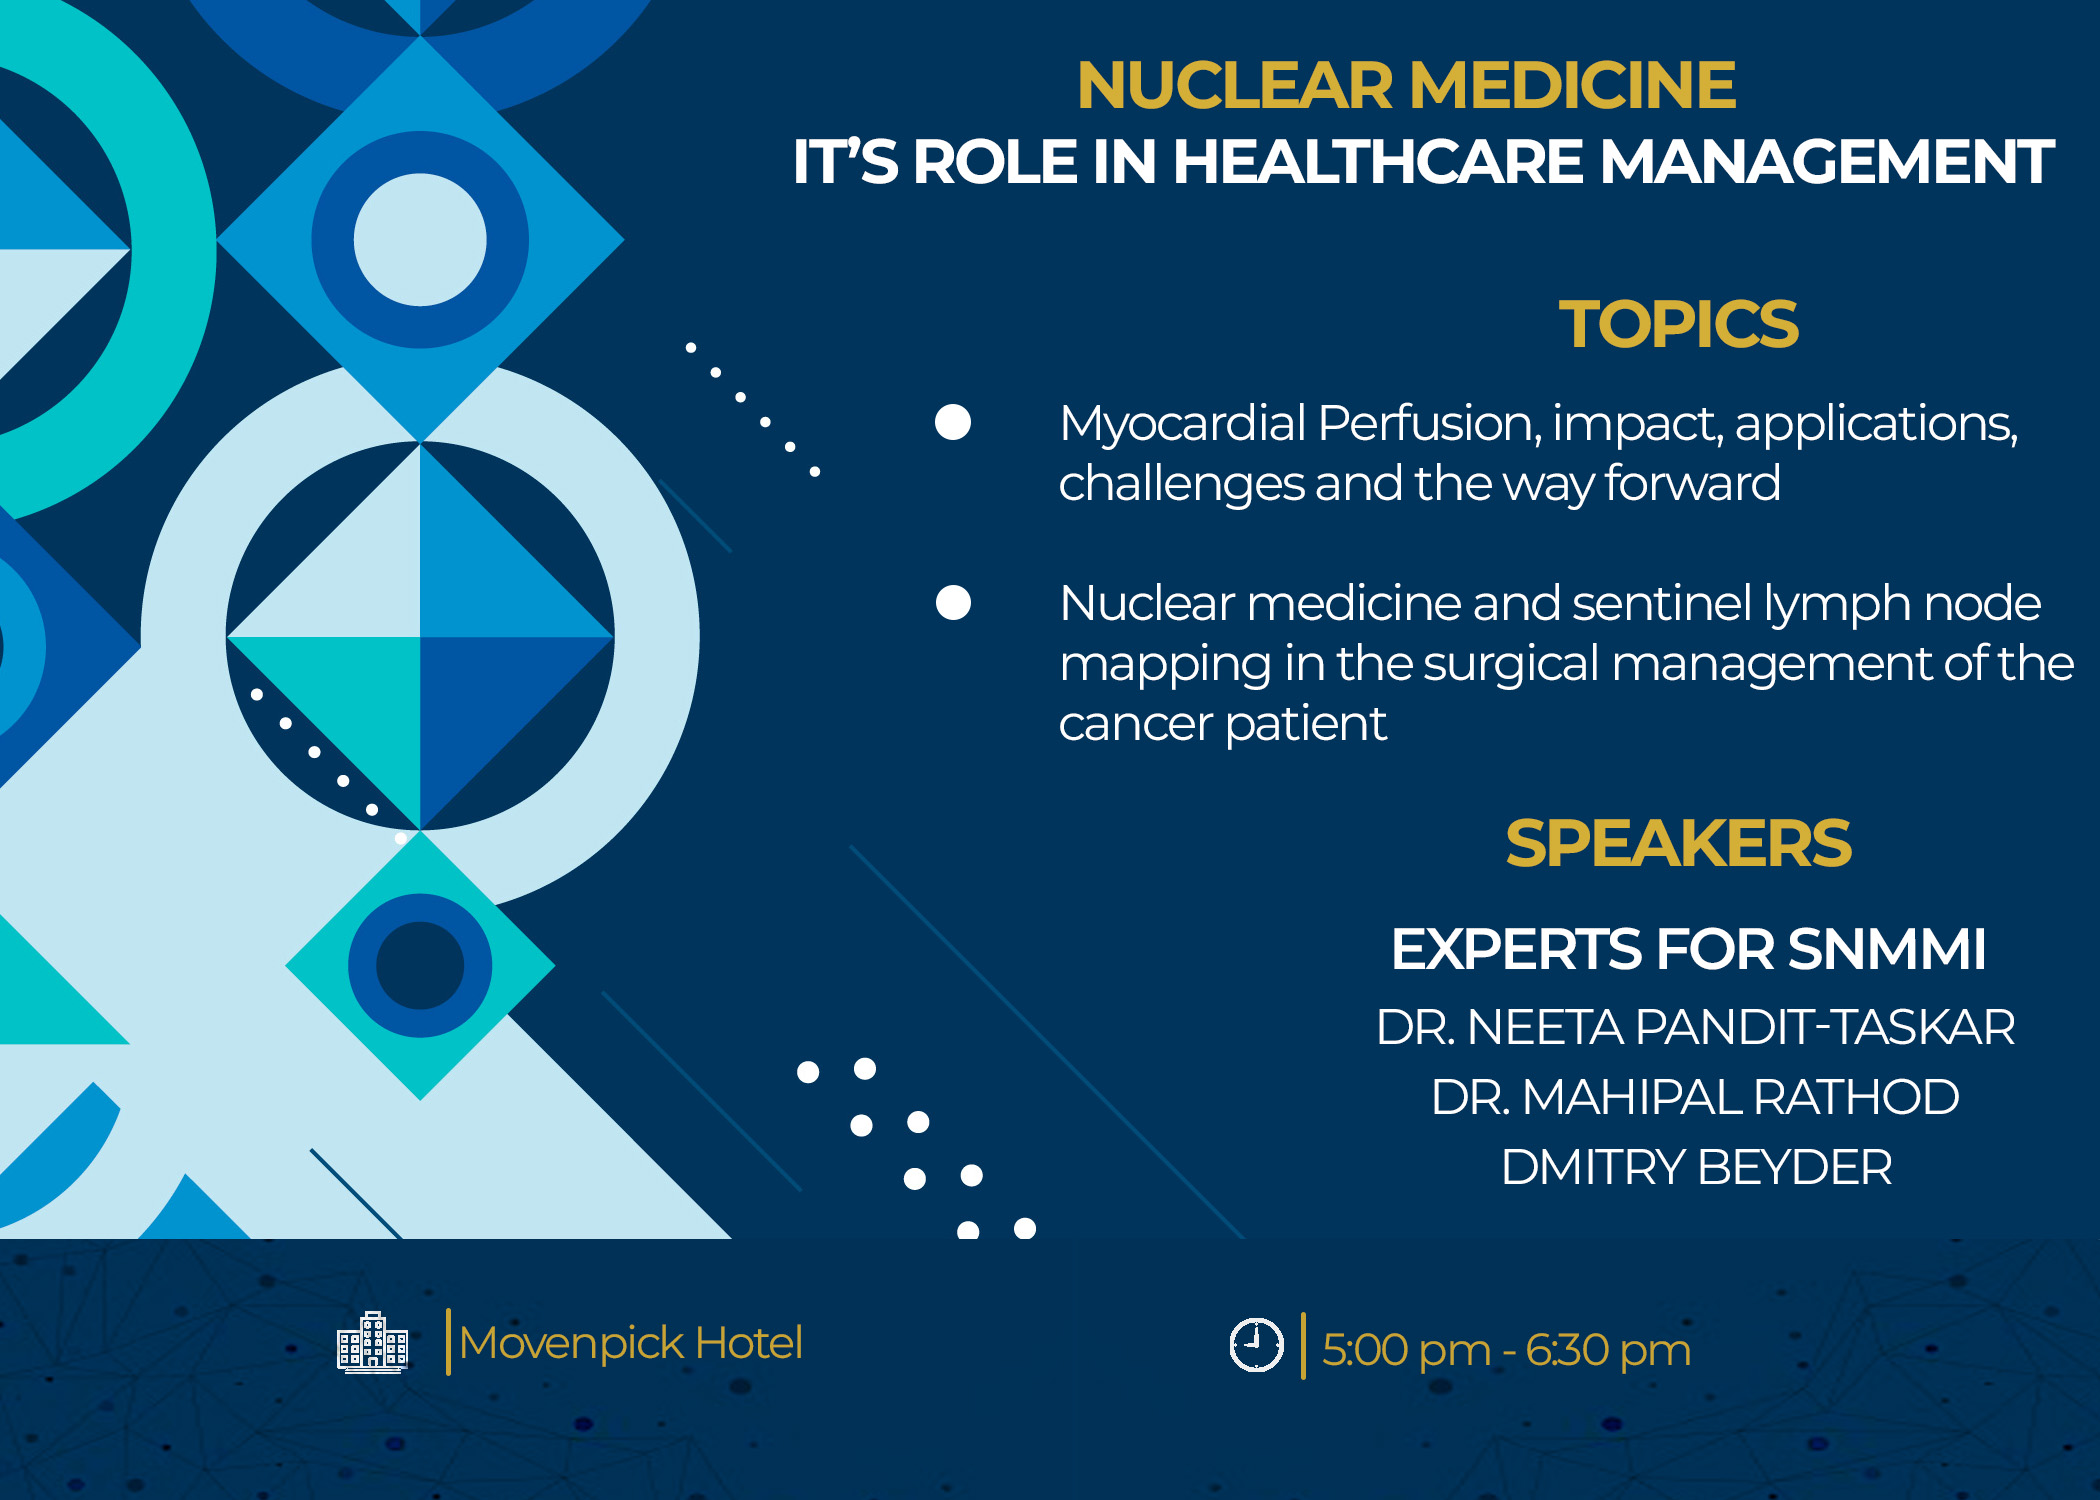 NUCLEAR MEDICINE
IT’S ROLE IN HEALTHCARE MANAGEMENT
TOPICS
Myocardial Perfusion, impact, applications,
challenges and the way forward
Nuclear medicine and sentinel lymph node
mapping in the surgical management of the
cancer patient
SPEAKERS
EXPERTS FOR SNMMI
DR. NEETA PANDIT-TASKAR
DR. MAHIPAL RATHOD
DMITRY BEYDER
Movenpick Hotel
5:00 pm - 6:30 pm